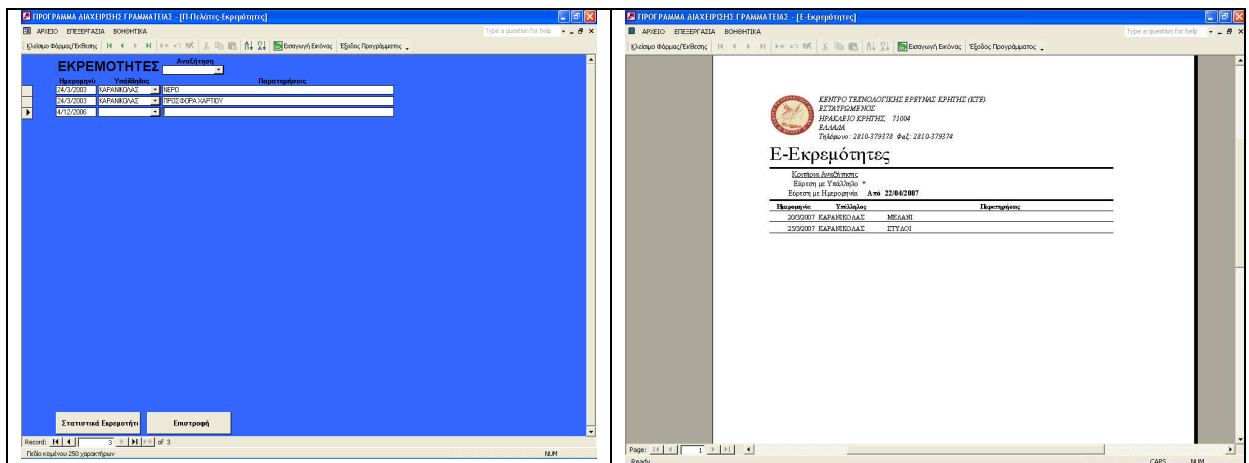 ΠΡΟΓΡΑΜΜΑ ΔΙΑΧΕΙΡΙΣΗΣ ΓΡΑΜΜΑΤΕΙΑΣ - [Π-Πελάτες-Εκρεμότητες]
ΑΡΧΕΙΟ ΕΠΕΞΕΡΓΑΣΙΑ ΒΟΗΘΗΤΙΚΑ Type a question for help
Κλείσιμο Φόρμας/Έκθεσης Εισαγωγή Εικόνας Έξοδος Προγράμματος
ΕΚΡΕΜΟΤΗΤΕΣ Αναζήτηση
Ημερομηνία Υπάλληλος Παρατηρήσεις
24/3/2003 ΚΑΡΑΝΙΚΟΛΑΣ ΝΕΡΟ
24/3/2003 ΚΑΡΑΝΙΚΟΛΑΣ ΠΡΟΣΦΟΡΑ ΧΑΡΤΙΟΥ
4/12/2006
Στατιστικά Εκρεμοτήτ Επιστροφή
Record: 3 of 3
Πεδίο κειμένου 250 χαρακτήρων NUM
ΠΡΟΓΡΑΜΜΑ ΔΙΑΧΕΙΡΙΣΗΣ ΓΡΑΜΜΑΤΕΙΑΣ - [Ε-Εκρεμότητες]
ΑΡΧΕΙΟ ΕΠΕΞΕΡΓΑΣΙΑ ΒΟΗΘΗΤΙΚΑ Type a question for help
Κλείσιμο Φόρμας/Έκθεσης Εισαγωγή Εικόνας Έξοδος Προγράμματος
ΚΕΝΤΡΟ ΤΕΧΝΟΛΟΓΙΚΗΣ ΕΡΕΥΝΑΣ ΚΡΗΤΗΣ (ΚΤΕ)
ΕΣΤΑΥΡΩΜΕΝΟΣ
ΗΡΑΚΛΕΙΟ ΚΡΗΤΗΣ, 71004
ΕΛΛΑΔΑ
Τηλέφωνο: 2810-379378 Φαξ: 2810-379374
Ε-Εκρεμότητες
Κριτήρια Αναζήτησης
Εύρεση με Υπάλληλο *
Εύρεση με Ημερομηνία Από 22/04/2007
Ημερομηνία Υπάλληλος Παρατηρήσεις
20/3/2007 ΚΑΡΑΝΙΚΟΛΑΣ ΜΕΛΑΝΙ
25/3/2007 ΚΑΡΑΝΙΚΟΛΑΣ ΣΤΥΛΟΙ
Page: 1
Ready CAPS NUM